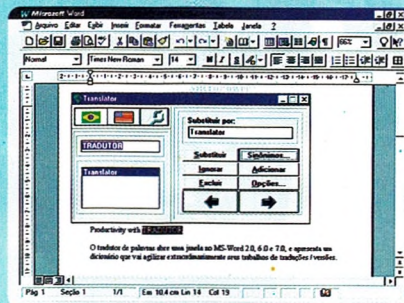 Microsoft Word
Arquivo Editar Exibir Inserir Formatar Ferramentas Tabela Janela ?
66%
Normal Times New Roman 14 N I S
Translator
Substituir por:
Translator
TRADUTOR
Substituir Sinônimos...
Translator
Ignorar Adicionar
Excluir Opções...
Productivity with TRADUTOR
O tradutor de palavras abre uma janela no MS-Word 2.0, 6.0 e 7.0, e apresenta um
dicionário que vai agilizar extraordinariamente seus trabalhos de traduções / versões.
Pág 1 Seção 1 1/1 Em 10,4 cm Lin 14 Col 19